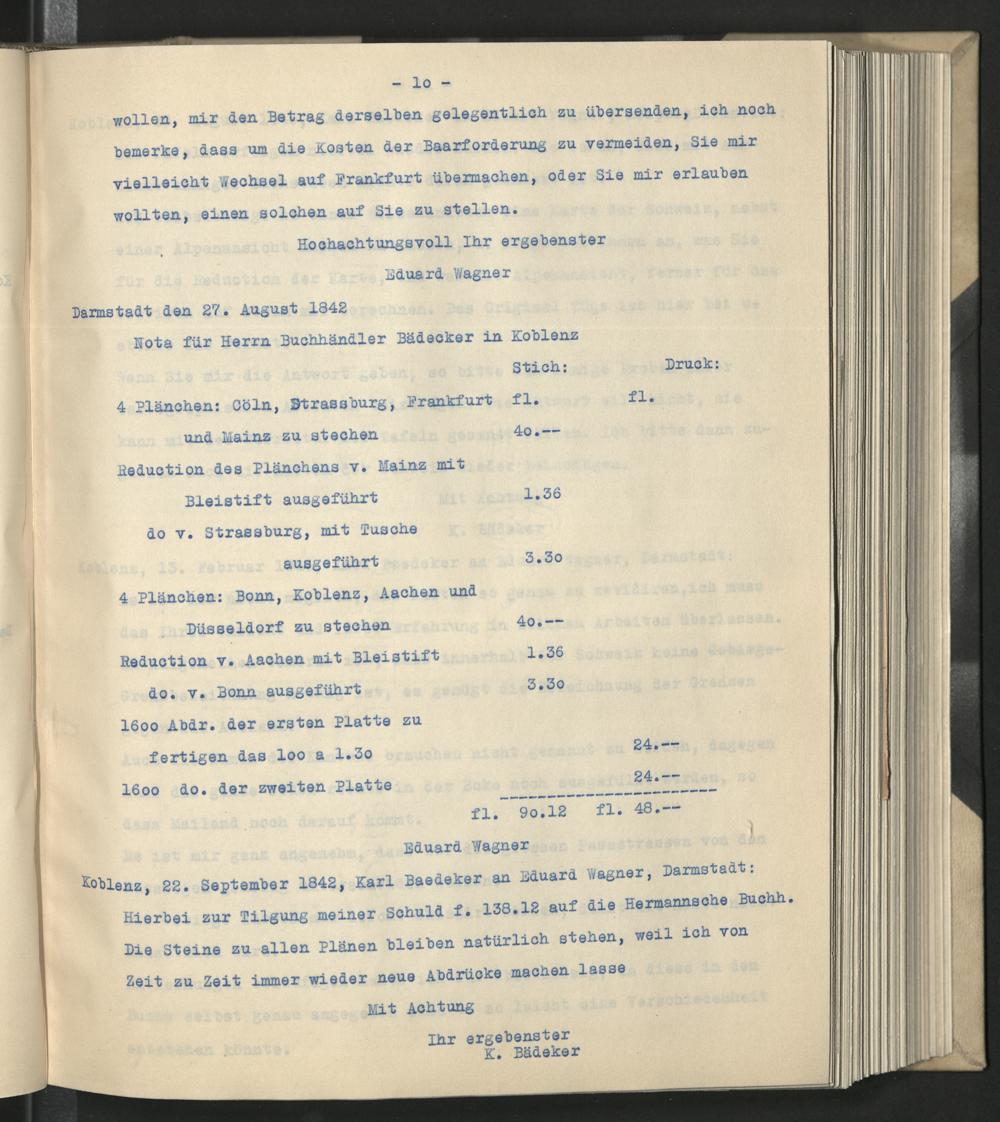 - lo -
wollen, mir den Betrag derselben gelegentlich zu übersenden, ich noch
bemerke, dass um die Kosten der Baarforderung zu vermeiden, Sie mir
vielleicht Wechsel auf Frankfurt übermachen, oder Sie mir erlauben
wollten, einen solchen auf Sie zu stellen.
Hochachtungsvoll Ihr ergebenster
Eduard Wagner
Darmstadt den 27. August 1842
Nota für Herrn Buchhändler Bädecker in Koblenz
Stich: Druck:
4 Plänchen: Cöln, Strassburg, Frankfurt fl. fl.
und Mainz zu stechen 4o.--
Reduction des Plänchens v. Mainz mit
Bleistift ausgeführt 1.36
do v. Strassburg, mit Tusche
ausgeführt 3.3o
4 Plänchen: Bonn, Koblenz, Aachen und
Düsseldorf zu stechen 4o.--
Reduction v. Aachen mit Bleistift 1.36
do. v. Bonn ausgeführt 3.3o
16oo Abdr. der ersten Platte zu
fertigen das loo a 1.3o 24.--
16oo do. der zweiten Platte 24.--
fl. 9o.12 fl. 48.--
Eduard Wagner
Koblenz, 22. September 1842, Karl Baedeker an Eduard Wagner, Darmstadt:
Hierbei zur Tilgung meiner Schuld f. 138.12 auf die Hermannsche Buchh.
Die Steine zu allen Plänen bleiben natürlich stehen, weil ich von
Zeit zu Zeit immer wieder neue Abdrücke machen lasse
Mit Achtung
Ihr ergebenster
K. Bädeker